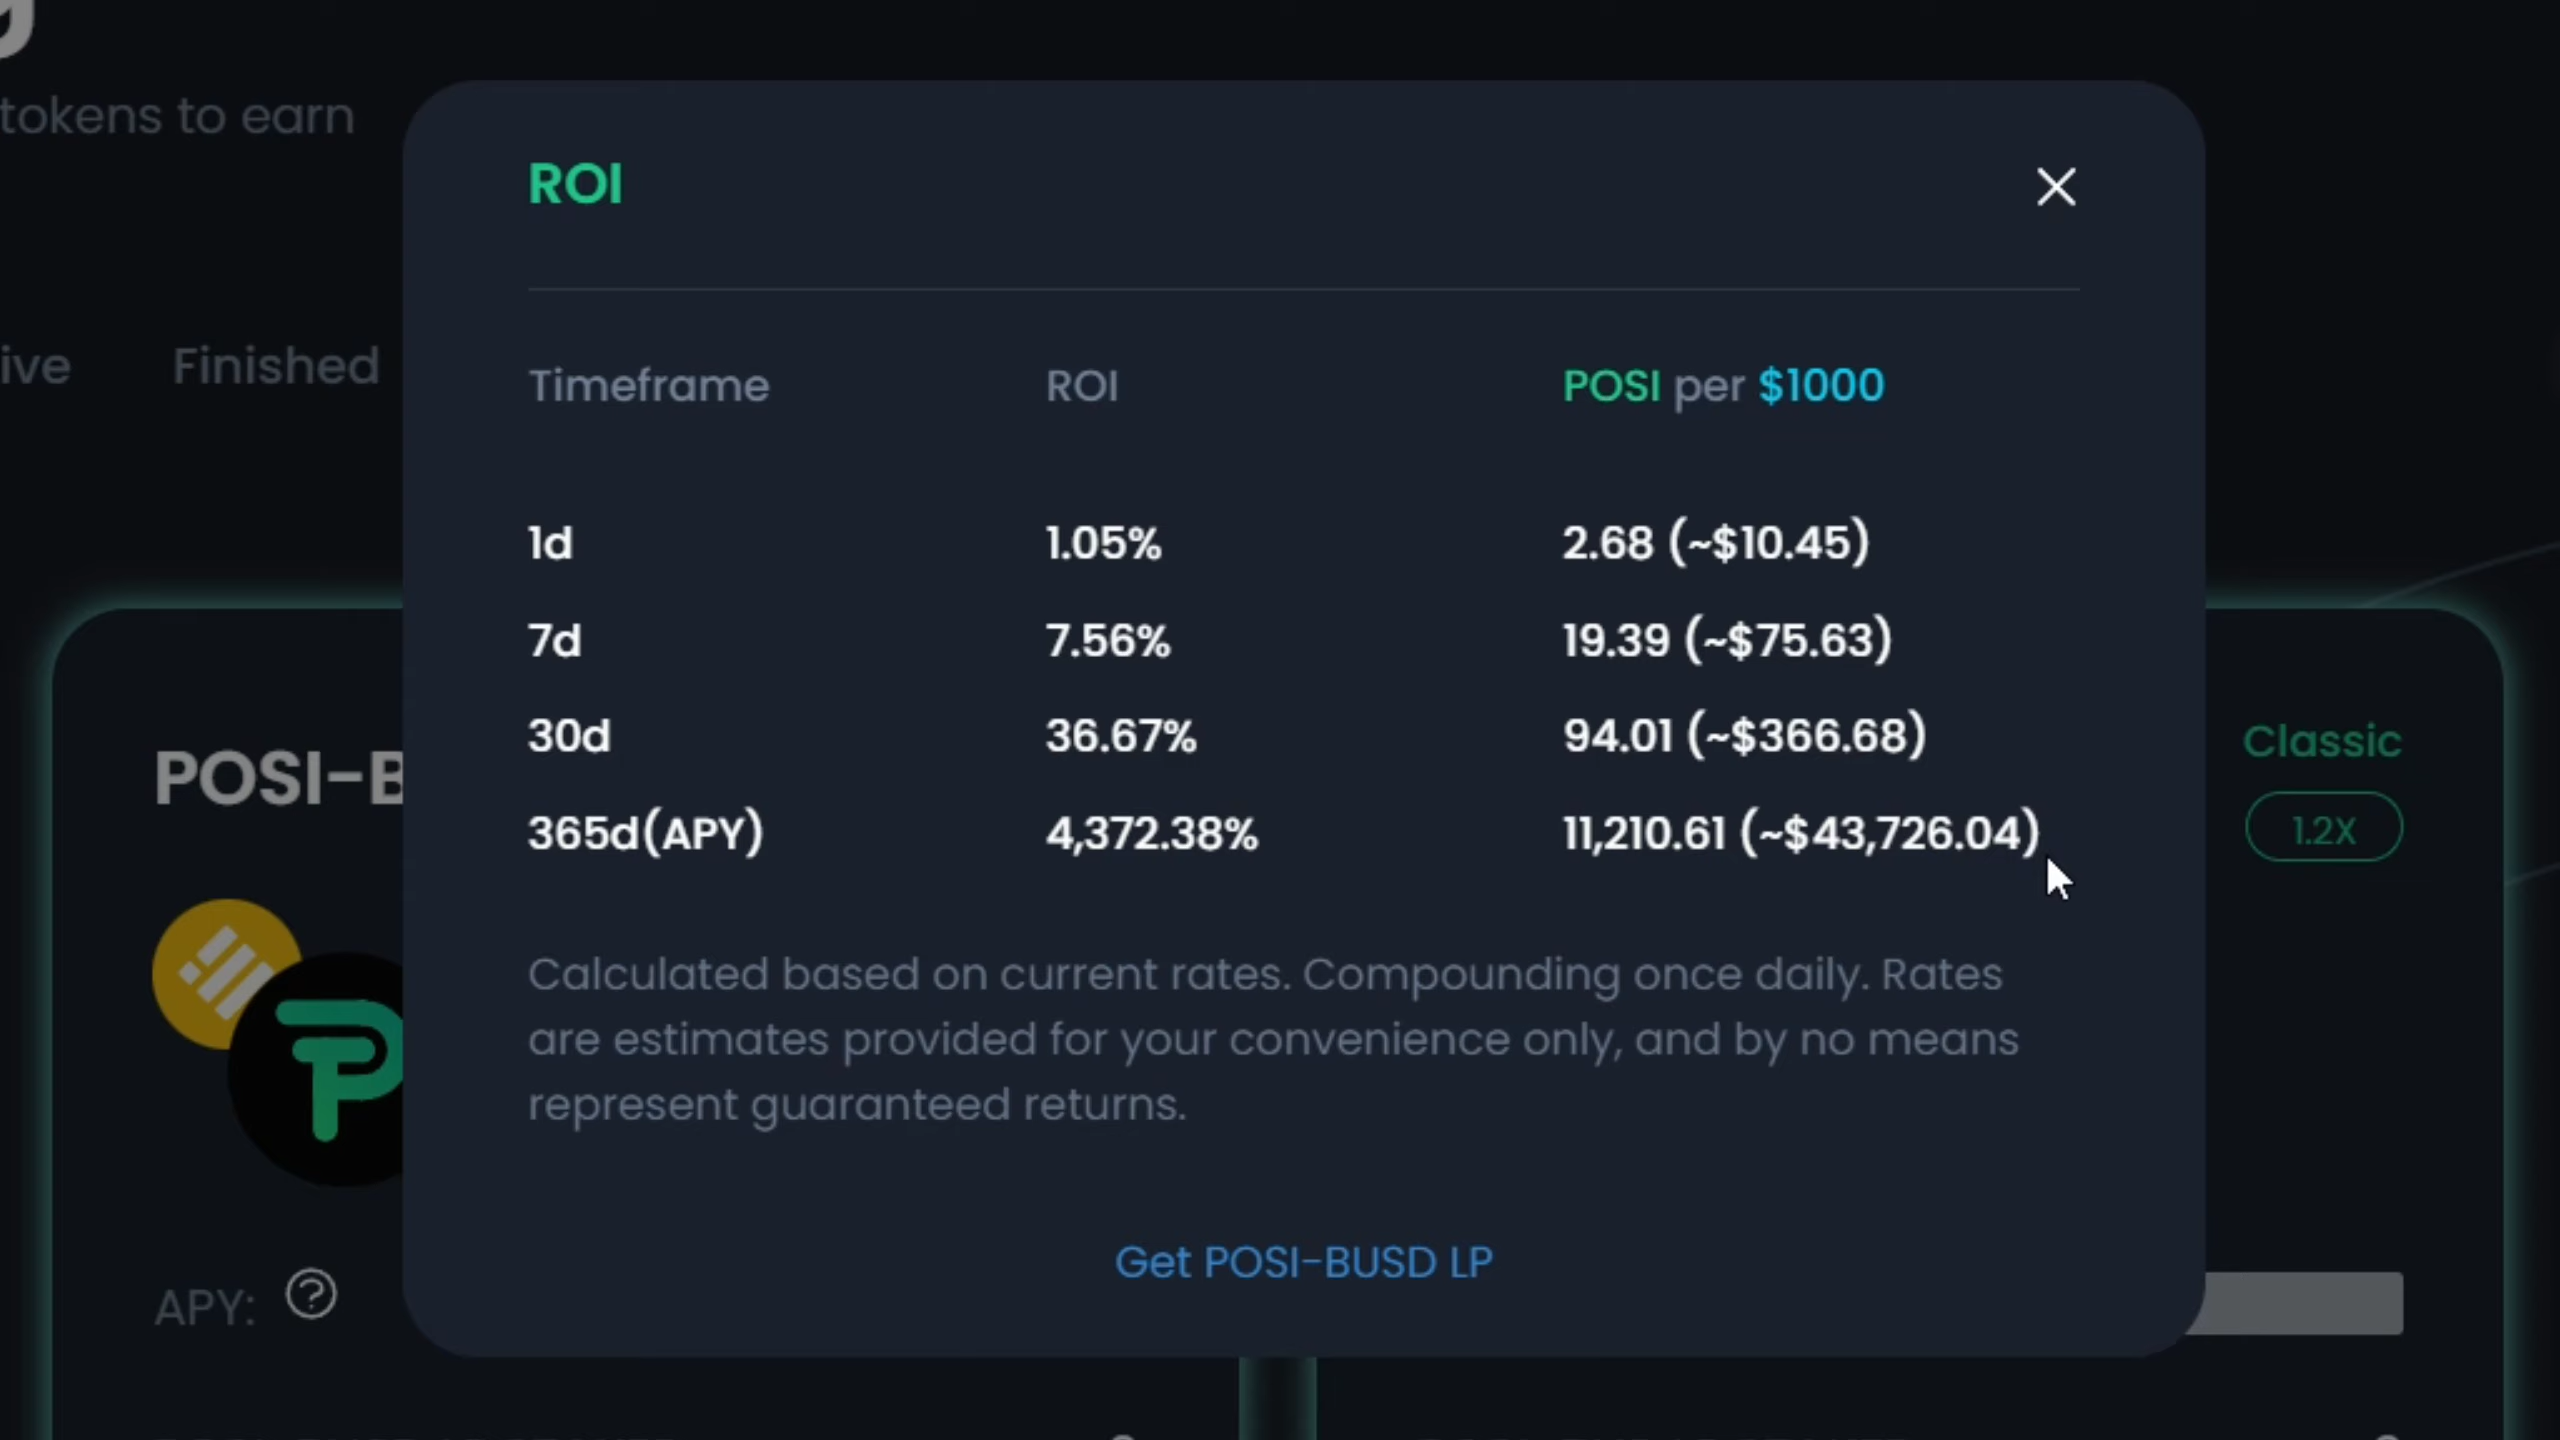 tokens to earn
ROI
ive Finished
Timeframe ROI POSI per $1000
1d 1.05% 2.68 (~$10.45)
7d 7.56% 19.39 (~$75.63)
30d 36.67% 94.01 (~$366.68)
365d(APY) 4,372.38% 11,210.61 (~$43,726.04)
POSI-B
Classic
1.2X
Calculated based on current rates. Compounding once daily. Rates
are estimates provided for your convenience only, and by no means
represent guaranteed returns.
Get POSI-BUSD LP
APY: ?